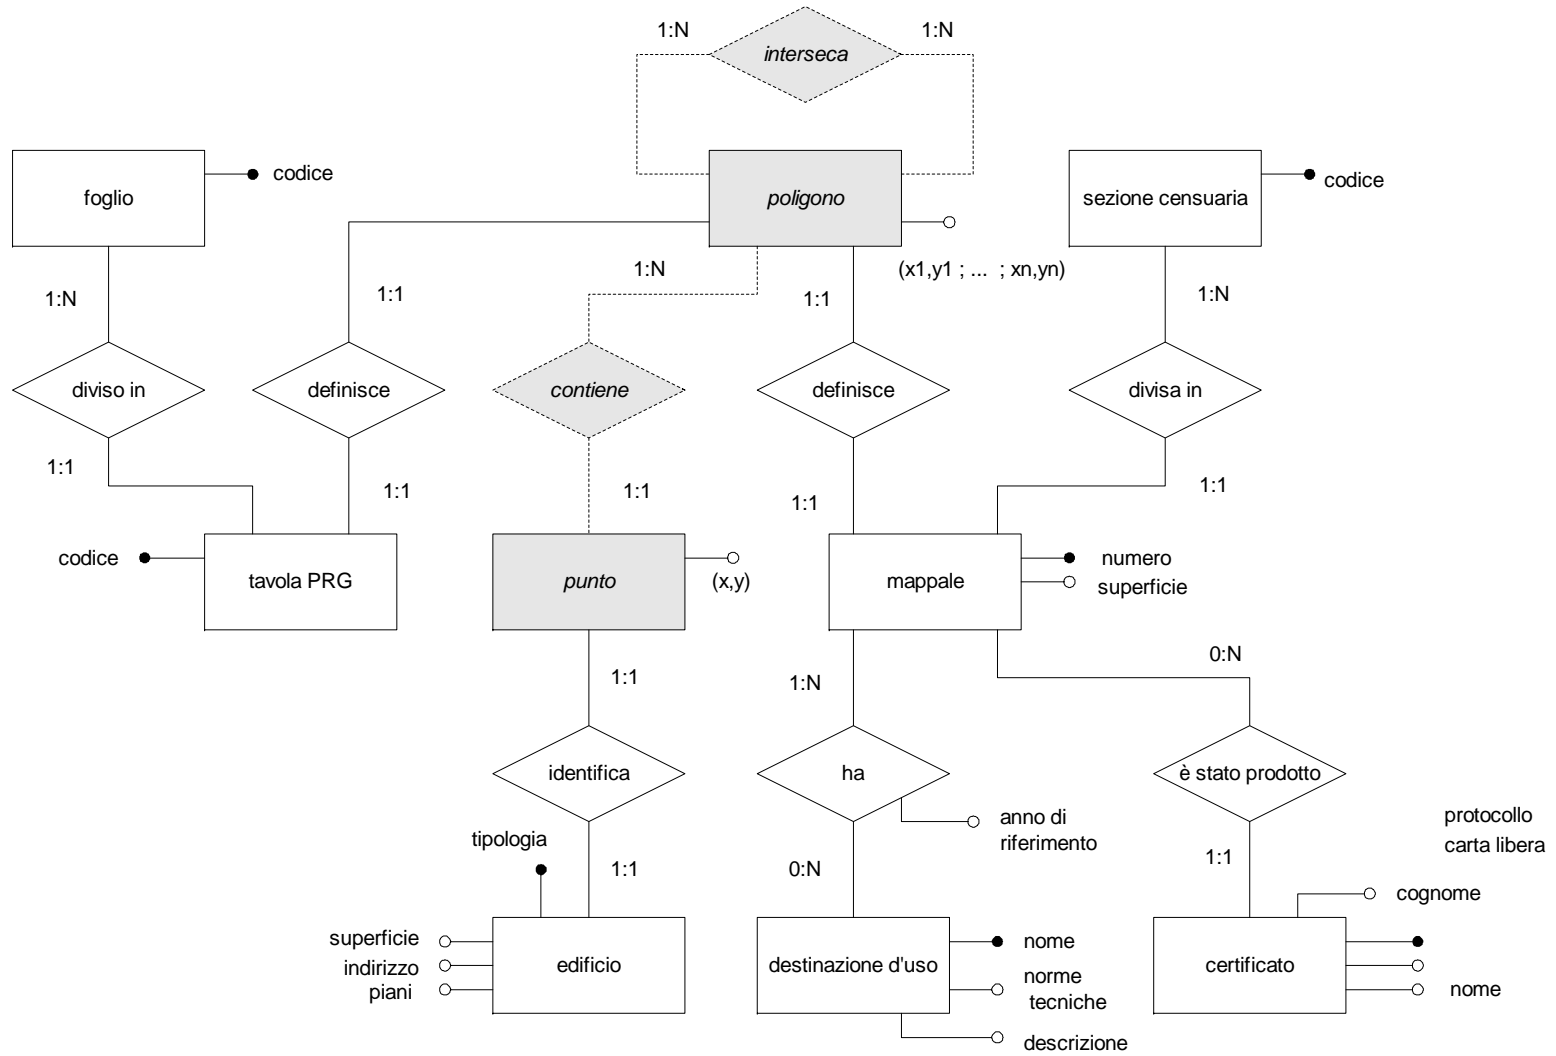 1:N
1:N
interseca
foglio
codice
poligono
sezione censuaria
codice
(x1,y1 ; ... ; xn,yn)
1:N
1:N
1:1
1:1
1:N
diviso in
definisce
contiene
definisce
divisa in
1:1
1:1
1:1
1:1
1:1
codice
tavola PRG
punto
(x,y)
mappale
numero
superficie
1:1
1:N
0:N
identifica
ha
è stato prodotto
anno di
riferimento
protocollo
carta libera
tipologia
1:1
0:N
1:1
cognome
superficie
indirizzo
piani
edificio
destinazione d'uso
nome
norme
tecniche
descrizione
certificato
nome